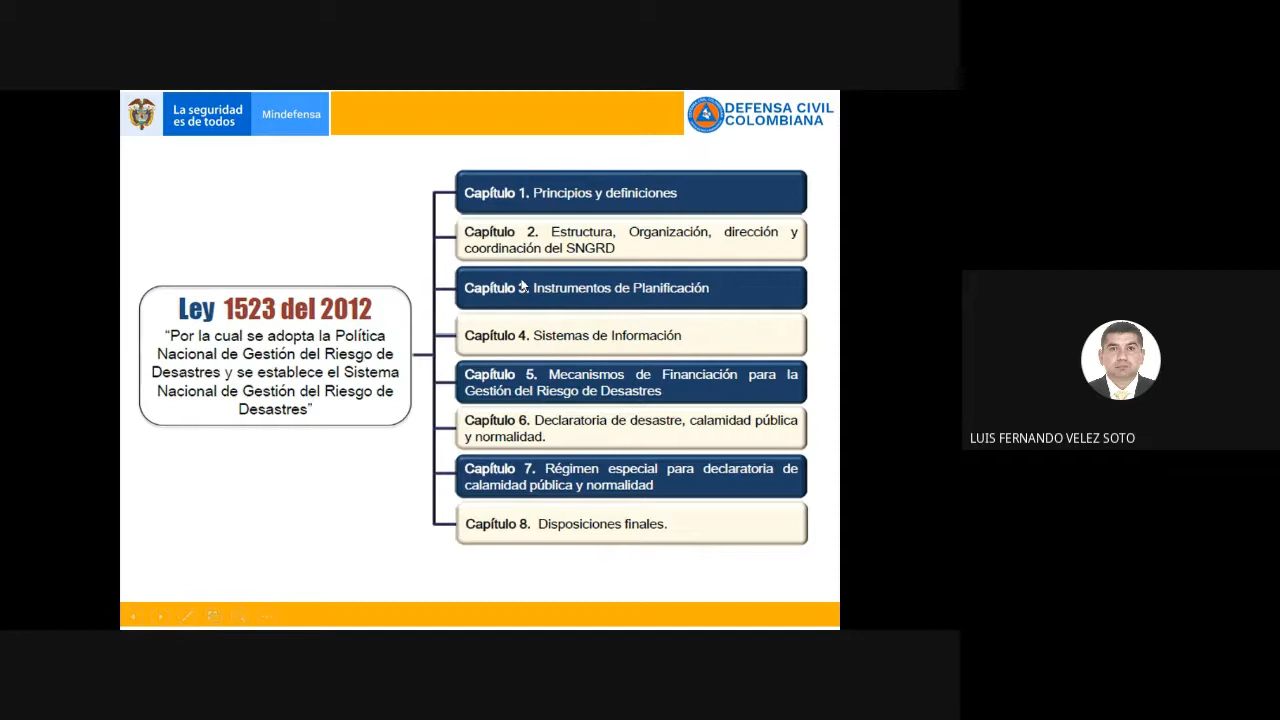 La seguridad
es de todos
Mindefensa
DEFENSA CIVIL
COLOMBIANA
Ley 1523 del 2012
“Por la cual se adopta la Política
Nacional de Gestión del Riesgo de
Desastres y se establece el Sistema
Nacional de Gestión del Riesgo de
Desastres”
Capítulo 1. Principios y definiciones
Capítulo 2. Estructura, Organización, dirección y
coordinación del SNGRD
Capítulo 3. Instrumentos de Planificación
Capítulo 4. Sistemas de Información
Capítulo 5. Mecanismos de Financiación para la
Gestión del Riesgo de Desastres
Capítulo 6. Declaratoria de desastre, calamidad pública
y normalidad.
Capítulo 7. Régimen especial para declaratoria de
calamidad pública y normalidad
Capítulo 8. Disposiciones finales.
LUIS FERNANDO VELEZ SOTO